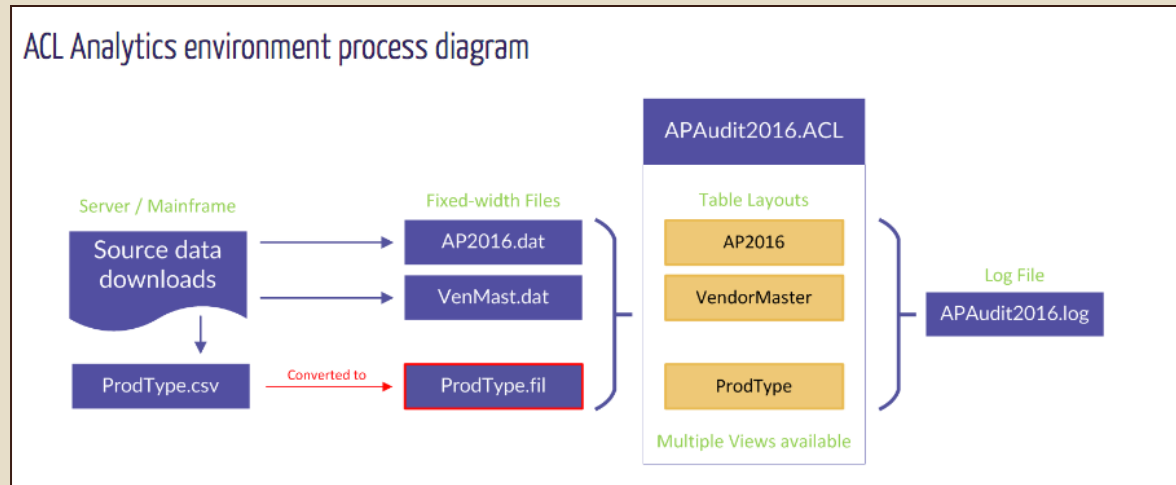 ACL Analytics environment process diagram
APAudit2016.ACL
Server / Mainframe
Fixed-width Files
Table Layouts
Source data
downloads
AP2016.dat
AP2016
VenMast.dat
VendorMaster
Log File
APAudit2016.log
ProdType.csv
Converted to
ProdType.fil
ProdType
Multiple Views available